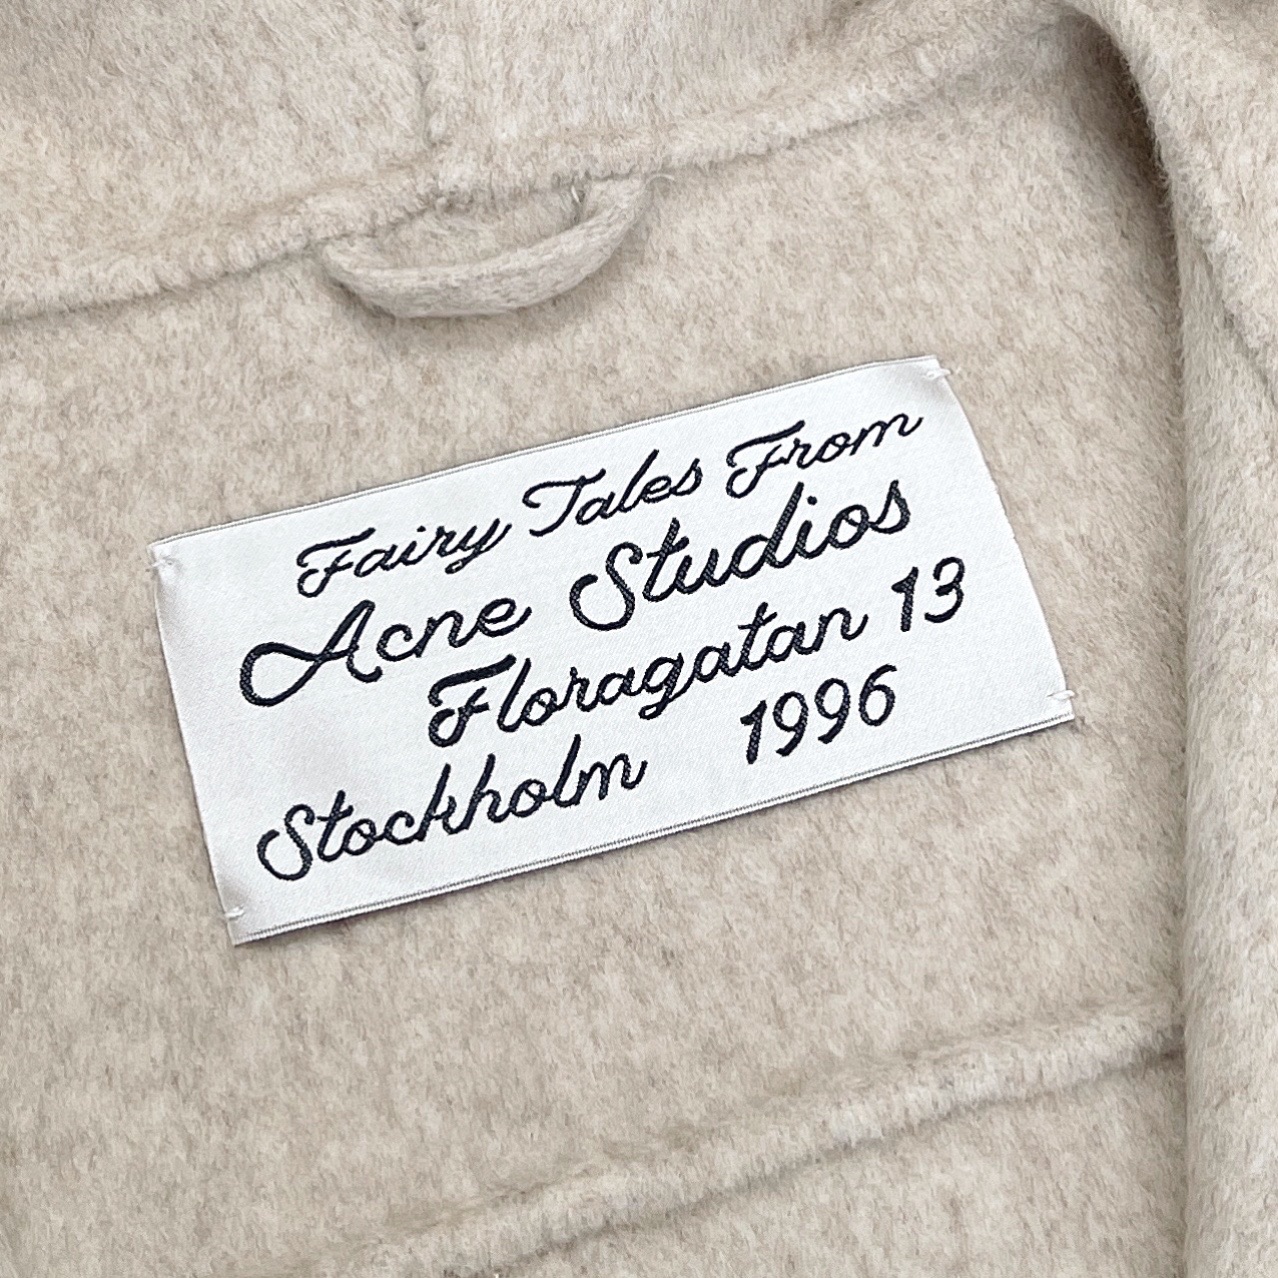 Fairy Tales From
Acne Studios
Floragatan 13
Stockholm 1996